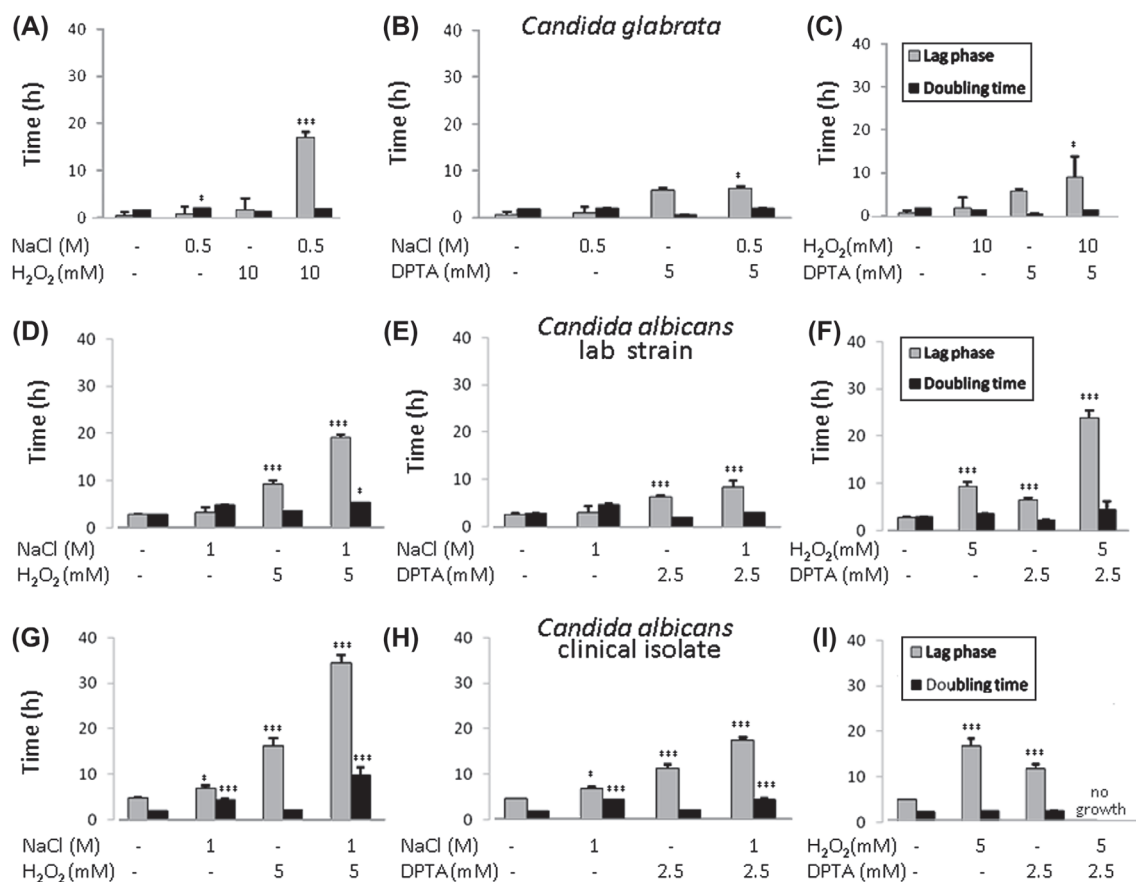 (A)
40
30
20
10
0
Time (h)
‡
‡‡‡
NaCl (M) - 0.5 - 0.5
H₂O₂(mM) - - 10 10
(B)
Candida glabrata
40
30
20
10
0
Time (h)
‡
NaCl (M) - 0.5 - 0.5
DPTA (mM) - - 5 5
(C)
40
30
20
10
0
Time (h)
Lag phase
Doubling time
‡
H₂O₂(mM) - 10 - 10
DPTA (mM) - - 5 5
(D)
40
30
20
10
0
Time (h)
‡‡‡
‡‡‡
‡
NaCl (M) - 1 - 1
H₂O₂(mM) - - 5 5
(E)
Candida albicans
lab strain
40
30
20
10
0
Time (h)
‡‡‡
‡‡‡
NaCl (M) - 1 - 1
DPTA(mM) - - 2.5 2.5
(F)
40
30
20
10
0
Time (h)
Lag phase
Doubling time
‡‡‡
‡‡‡
‡‡‡
H₂O₂(mM) - 5 - 5
DPTA (mM) - - 2.5 2.5
(G)
40
30
20
10
0
Time (h)
‡
‡‡‡
‡‡‡
‡‡‡
‡‡‡
NaCl (M) - 1 - 1
H₂O₂(mM) - - 5 5
(H)
Candida albicans
clinical isolate
40
30
20
10
0
Time (h)
‡
‡‡‡
‡‡‡
‡‡‡
‡‡‡
NaCl (M) - 1 - 1
DPTA(mM) - - 2.5 2.5
(I)
40
30
20
10
0
Time (h)
Lag phase
Doubling time
‡‡‡
‡‡‡
no
growth
H₂O₂(mM) - 5 - 5
DPTA (mM) - - 2.5 2.5